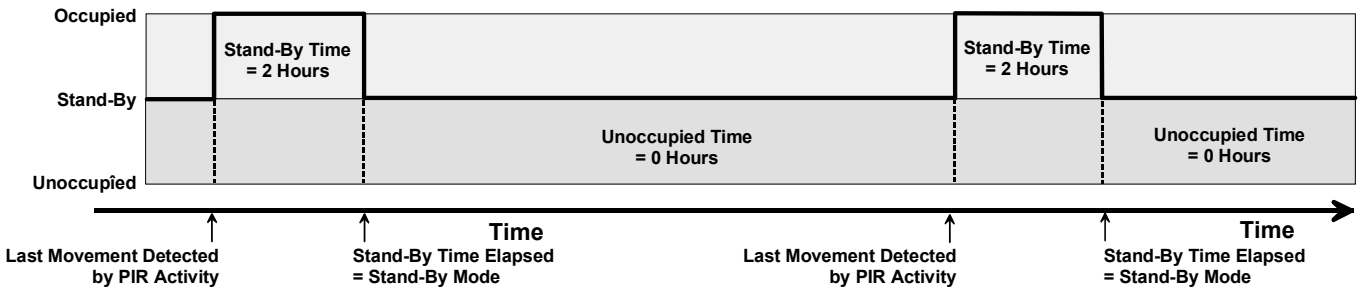 Occupied
Stand-By Time
= 2 Hours
Stand-By Time
= 2 Hours
Stand-By
Unoccupied Time
= 0 Hours
Unoccupied Time
= 0 Hours
Unoccupîed
Time
Time
Last Movement Detected
by PIR Activity
Stand-By Time Elapsed
= Stand-By Mode
Last Movement Detected
by PIR Activity
Stand-By Time Elapsed
= Stand-By Mode